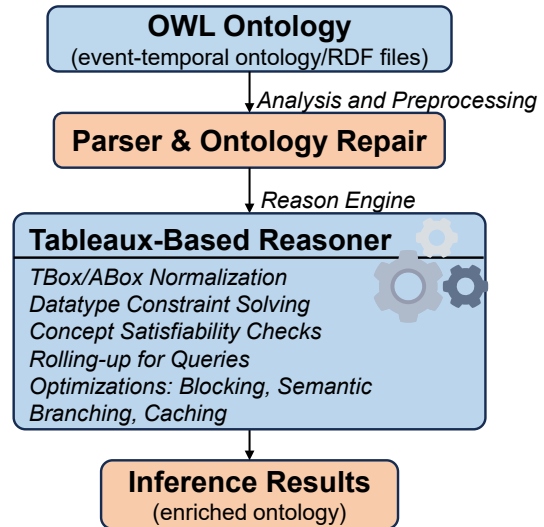 OWL Ontology
(event-temporal ontology/RDF files)
Analysis and Preprocessing
Parser & Ontology Repair
Reason Engine
Tableaux-Based Reasoner
TBox/ABox Normalization
Datatype Constraint Solving
Concept Satisfiability Checks
Rolling-up for Queries
Optimizations: Blocking, Semantic
Branching, Caching
Inference Results
(enriched ontology)